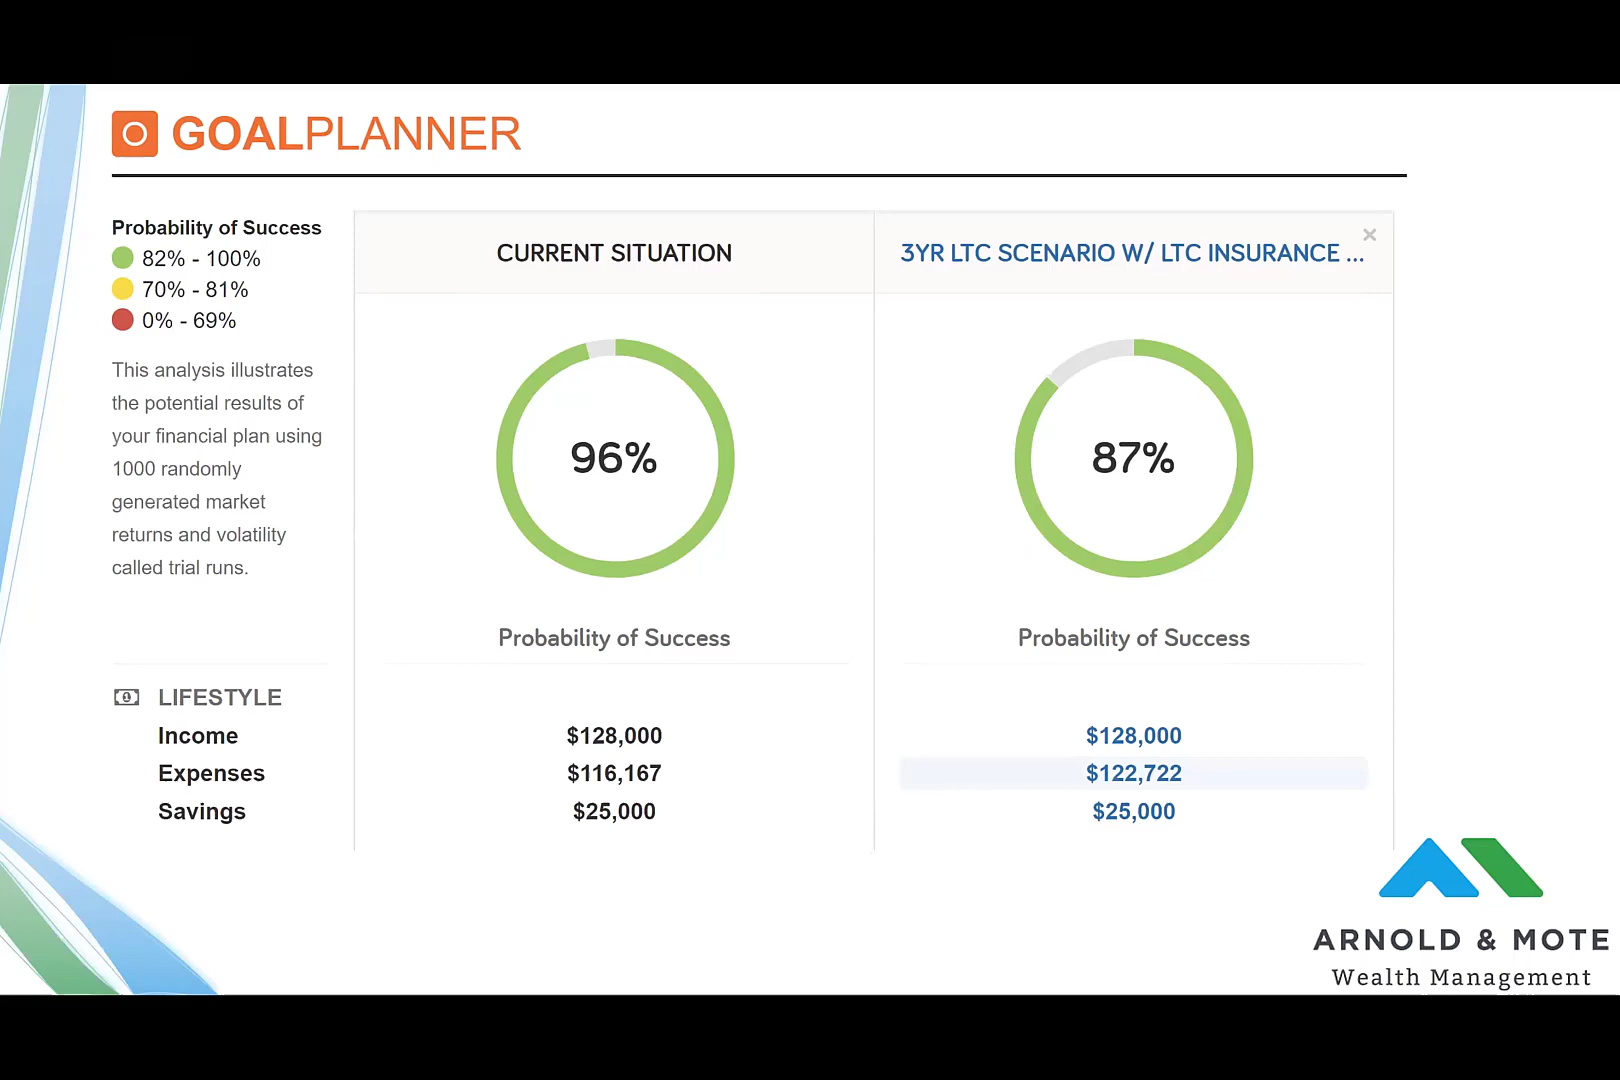 GOALPLANNER
Probability of Success
82% - 100%
70% - 81%
0% - 69%
This analysis illustrates
the potential results of
your financial plan using
1000 randomly
generated market
returns and volatility
called trial runs.
CURRENT SITUATION
3YR LTC SCENARIO W/ LTC INSURANCE ...
96%
87%
Probability of Success
Probability of Success
LIFESTYLE
Income $128,000 $128,000
Expenses $116,167 $122,722
Savings $25,000 $25,000
ARNOLD & MOTE
Wealth Management